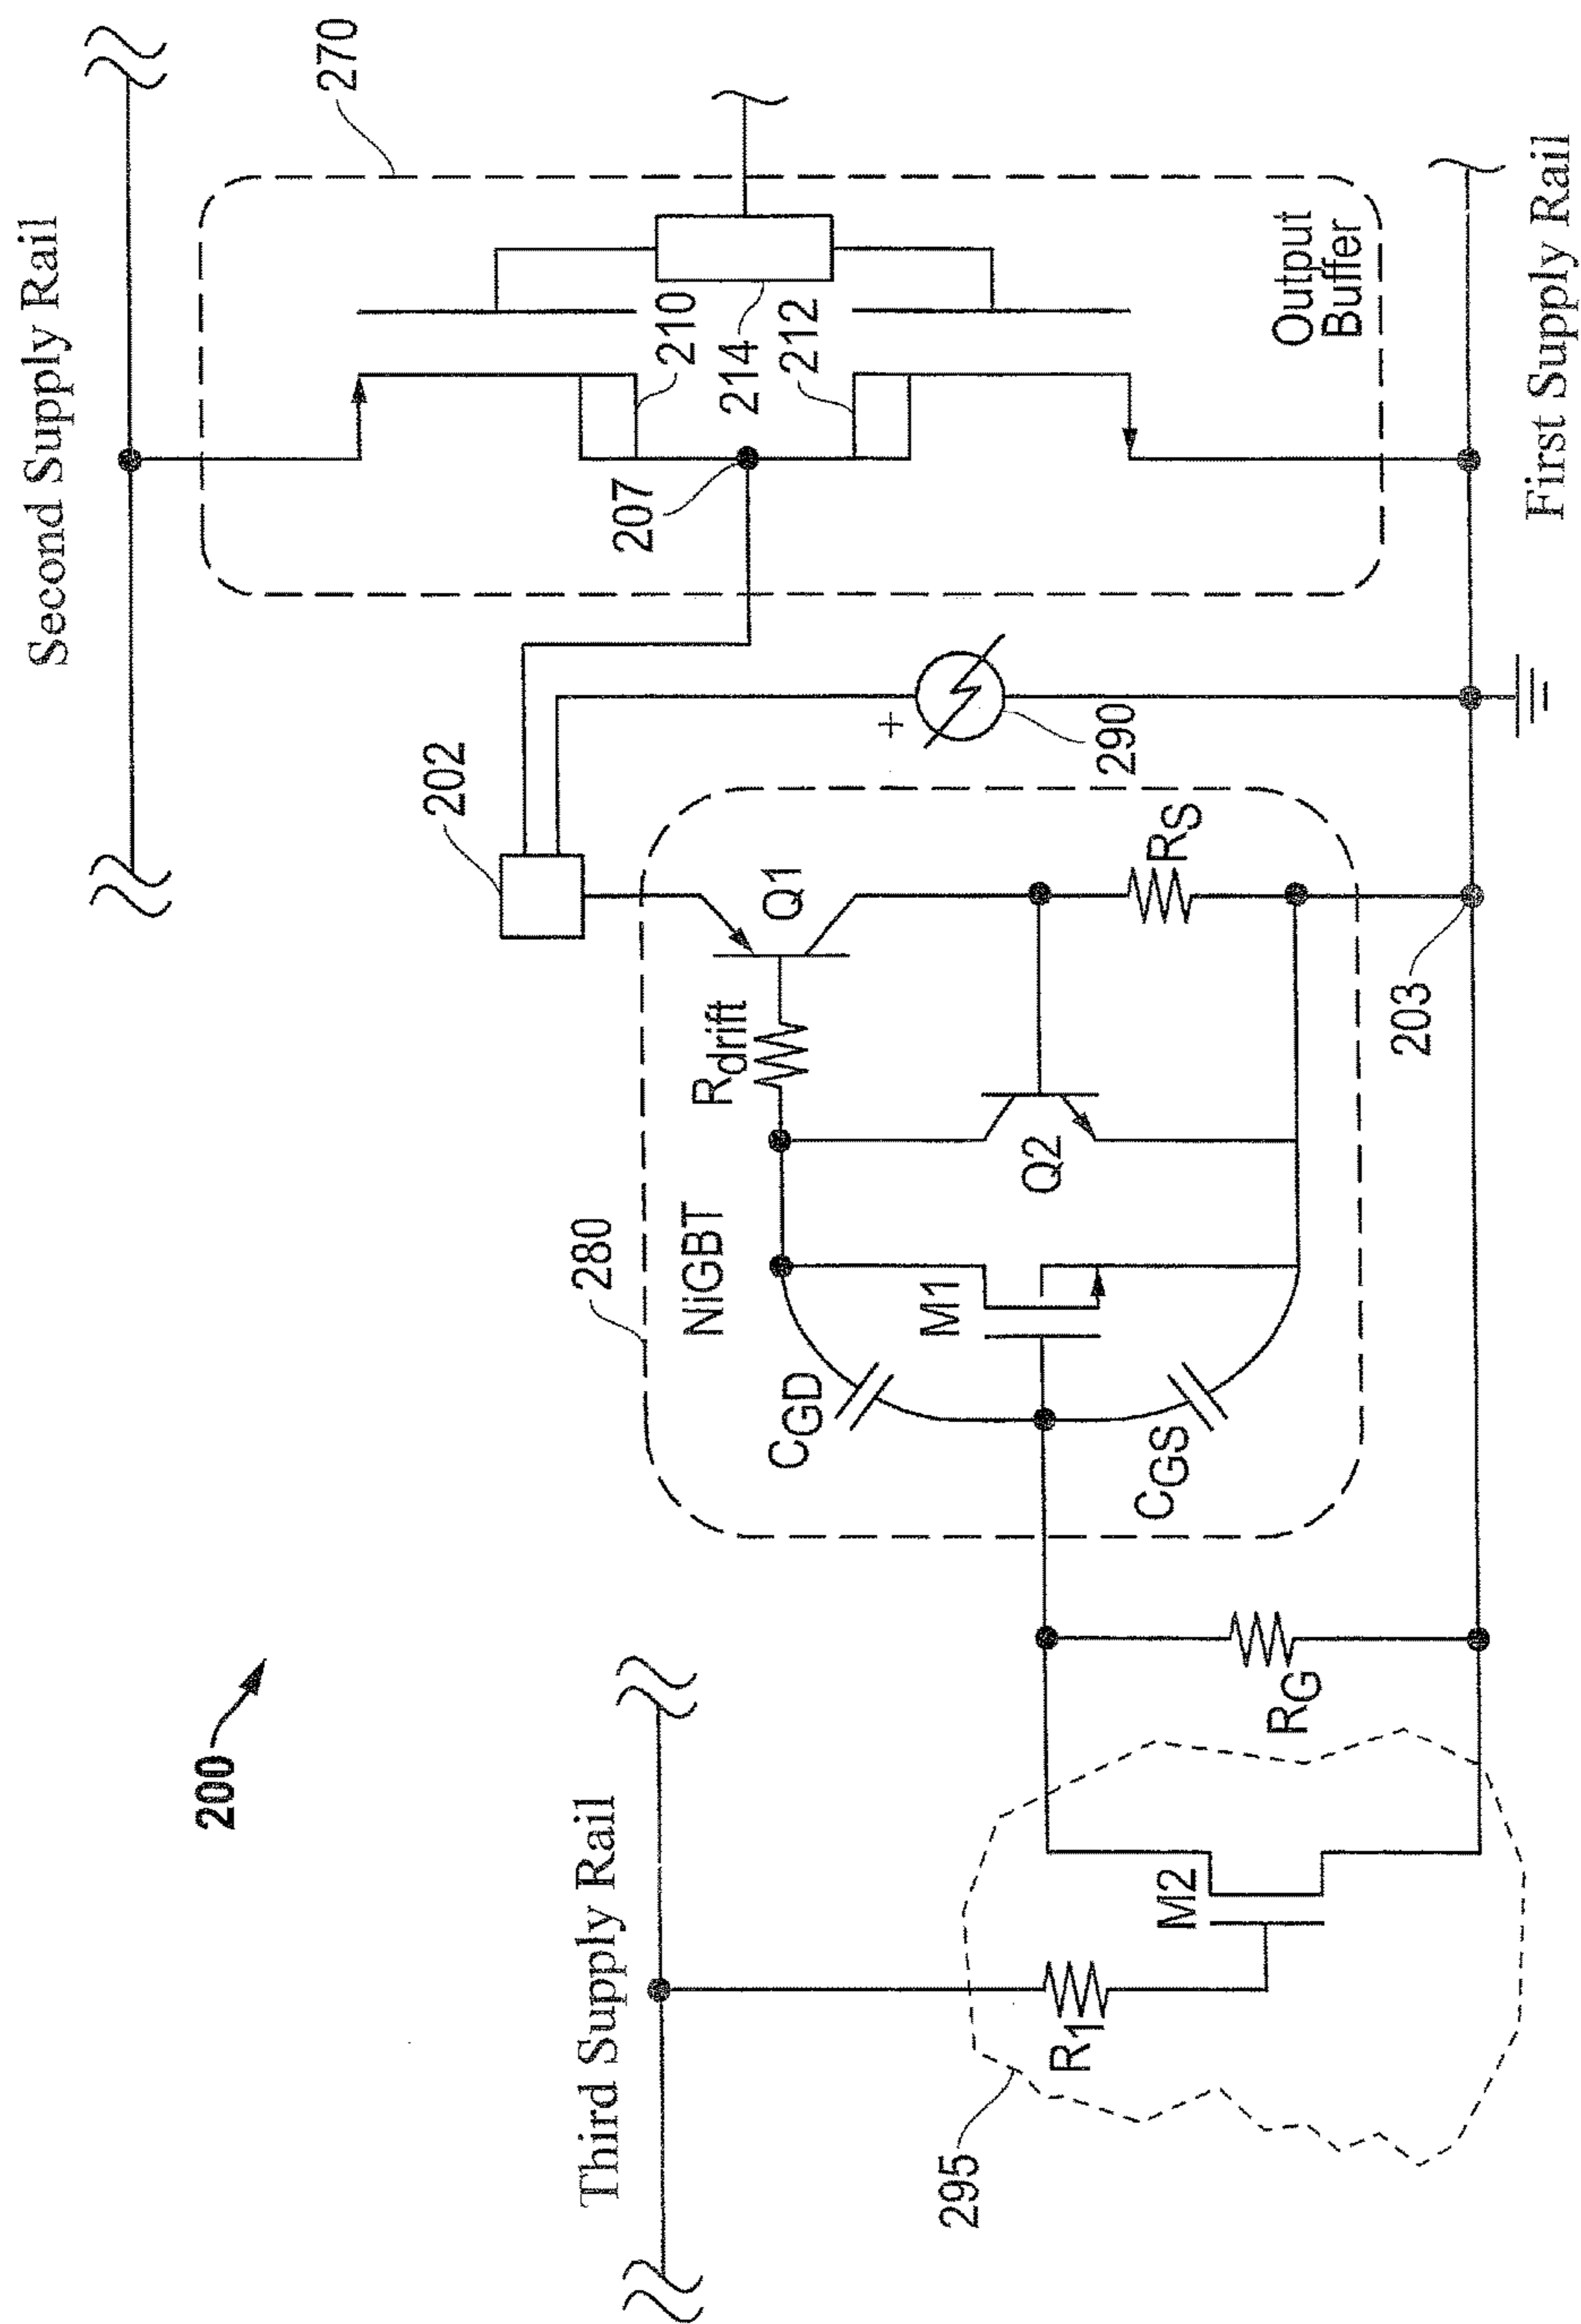 200
Second Supply Rail
270
202
207
210
214
212
Output
Buffer
280
NiGBT
Rdrift
Q1
Q2
M1
CGD
CGS
RS
+
290
203
First Supply Rail
Third Supply Rail
RG
M2
R1
295